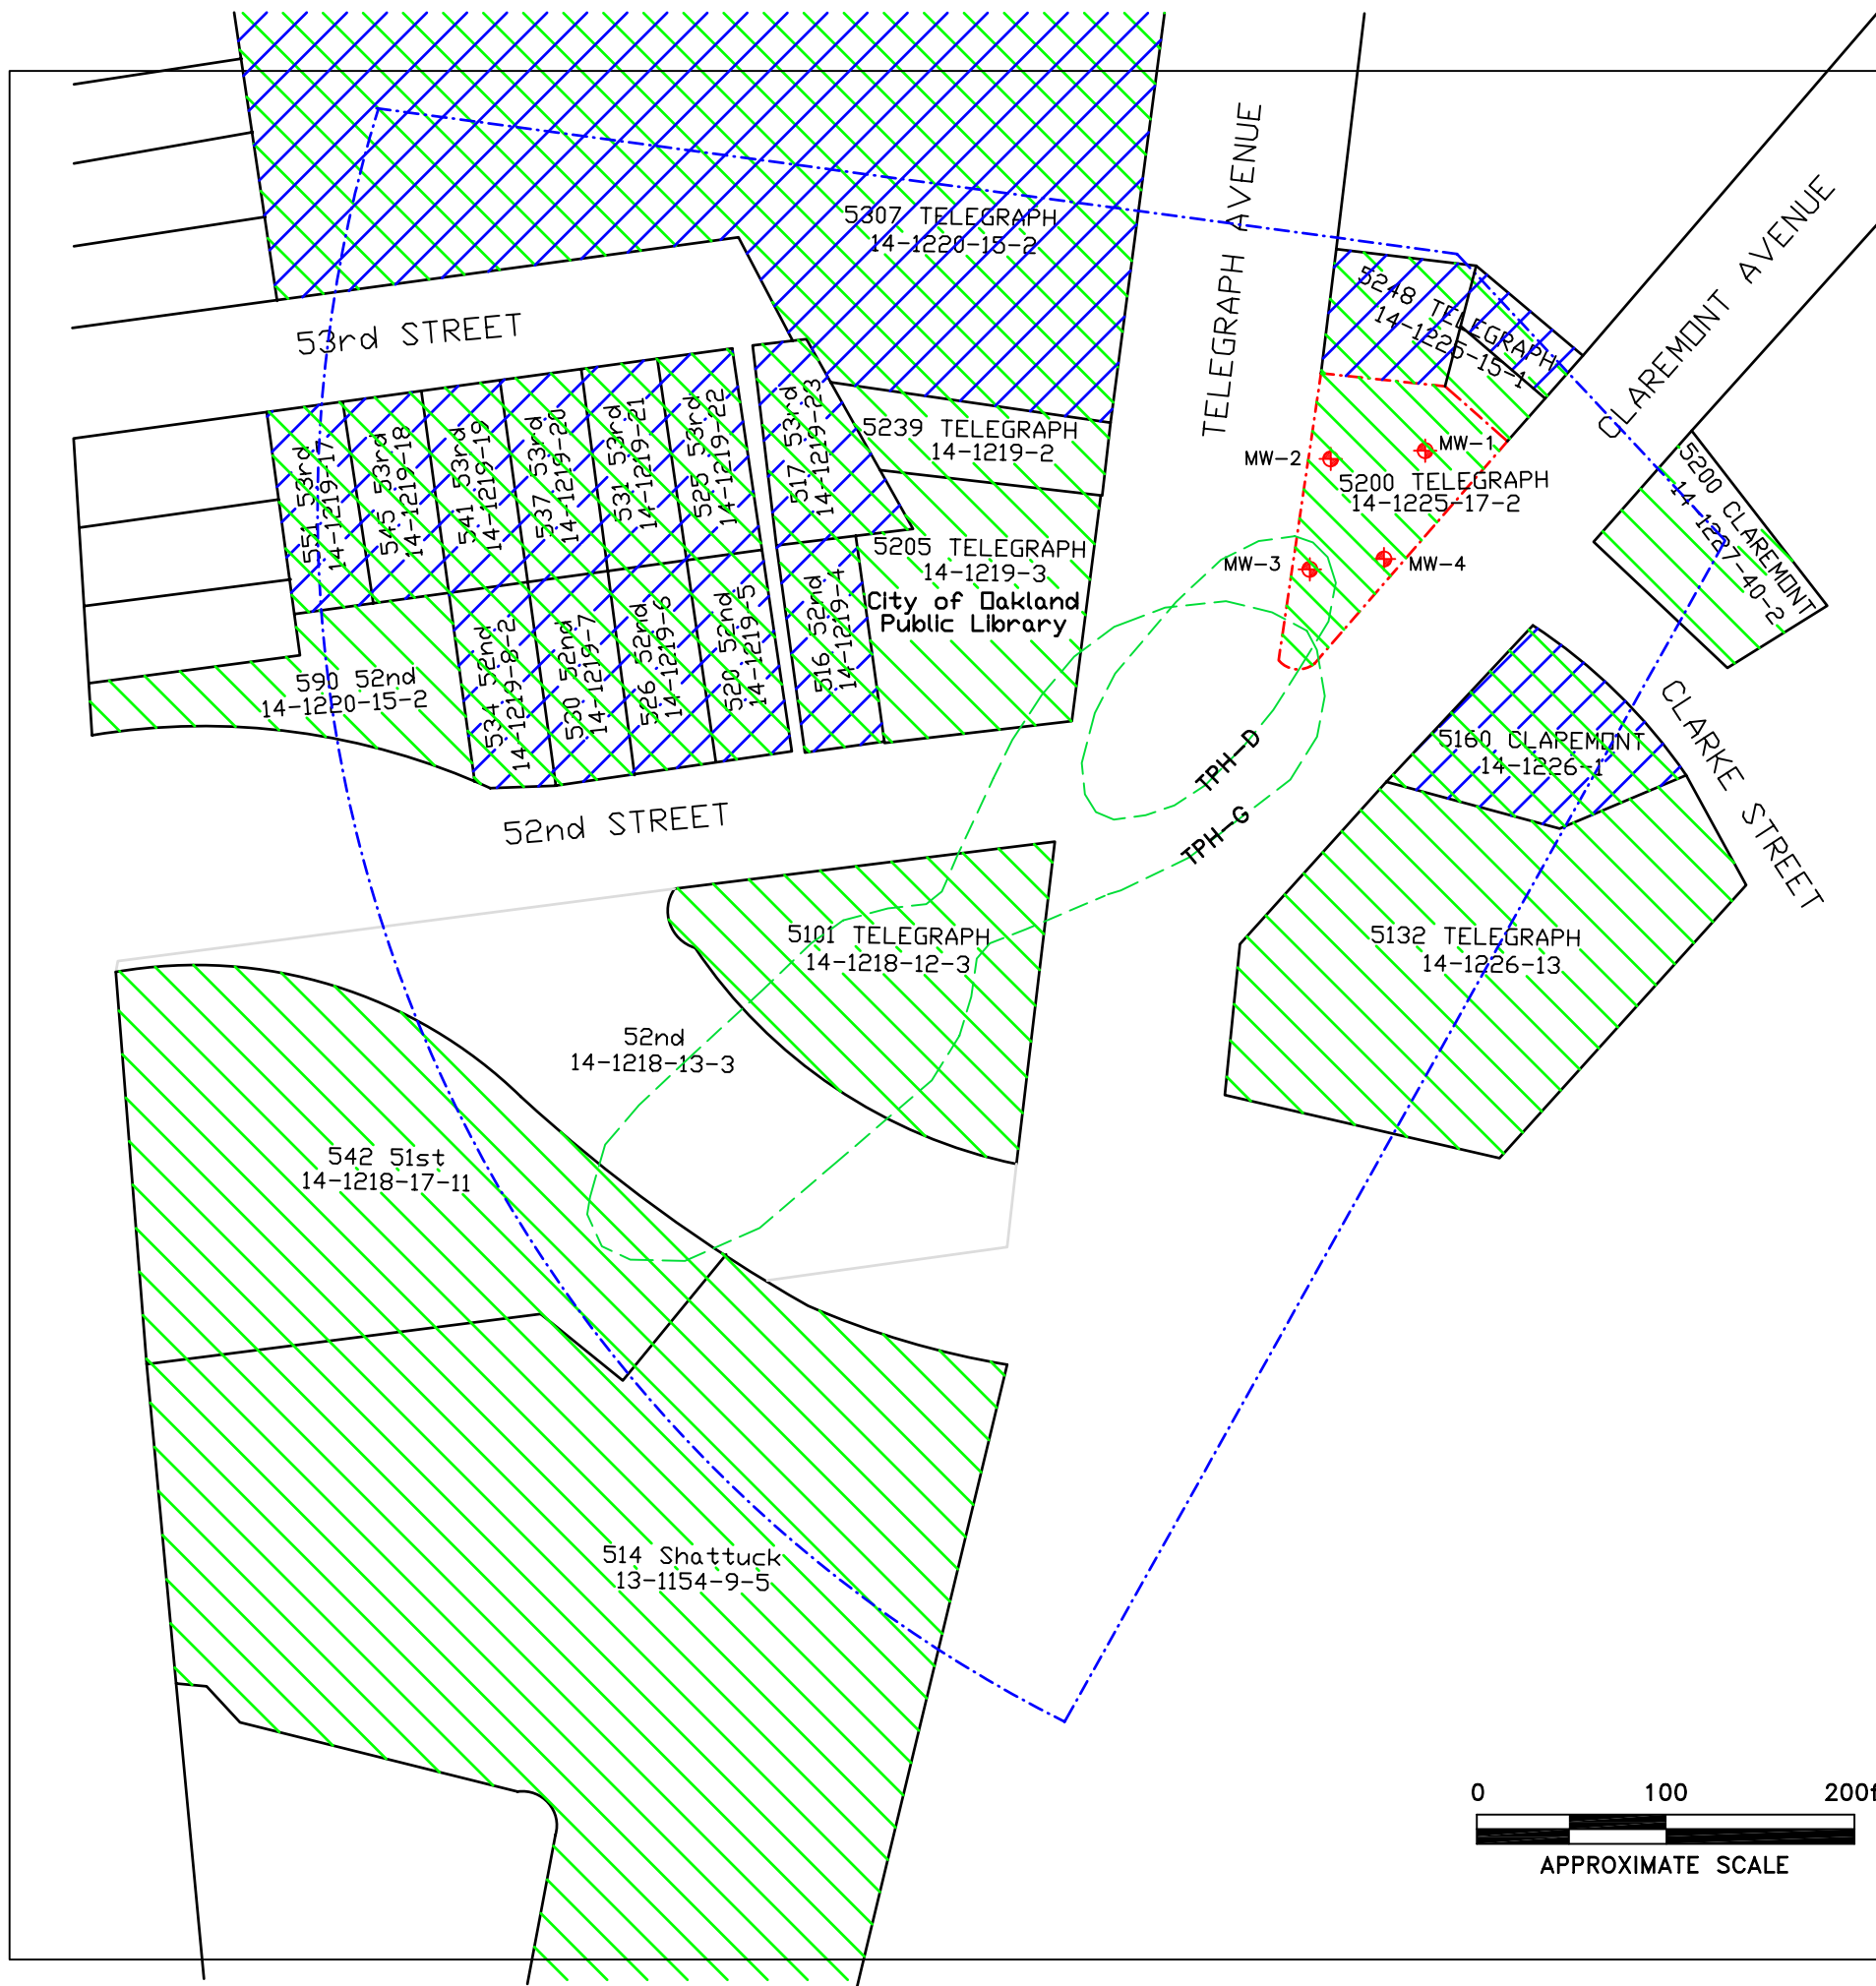 5307 TELEGRAPH
14-1220-15-2
TELEGRAPH AVENUE
CLAREMONT AVENUE
5248 TELEGRAPH
14-1225-15-1
53rd STREET
551 53rd
14-1219-17
545 53rd
14-1219-18
541 53rd
14-1219-19
537 53rd
14-1219-20
531 53rd
14-1219-21
525 53rd
14-1219-22
517 53rd
14-1219-23
5239 TELEGRAPH
14-1219-2
MW-1
MW-2
5200 TELEGRAPH
14-1225-17-2
5200 CLAREMONT
14-1227-40-2
5205 TELEGRAPH
14-1219-3
City of Oakland
Public Library
MW-3
MW-4
590 52nd
14-1220-15-2
534 52nd
14-1219-8-2
530 52nd
14-1219-7
526 52nd
14-1219-6
520 52nd
14-1219-5
516 52nd
14-1219-4
TPH-D
TPH-G
5160 CLAPEMONT
14-1226-1
CLARKE STREET
52nd STREET
5101 TELEGRAPH
14-1218-12-3
5132 TELEGRAPH
14-1226-13
52nd
14-1218-13-3
542 51st
14-1218-17-11
514 Shattuck
13-1154-9-5
0 100 200f
APPROXIMATE SCALE